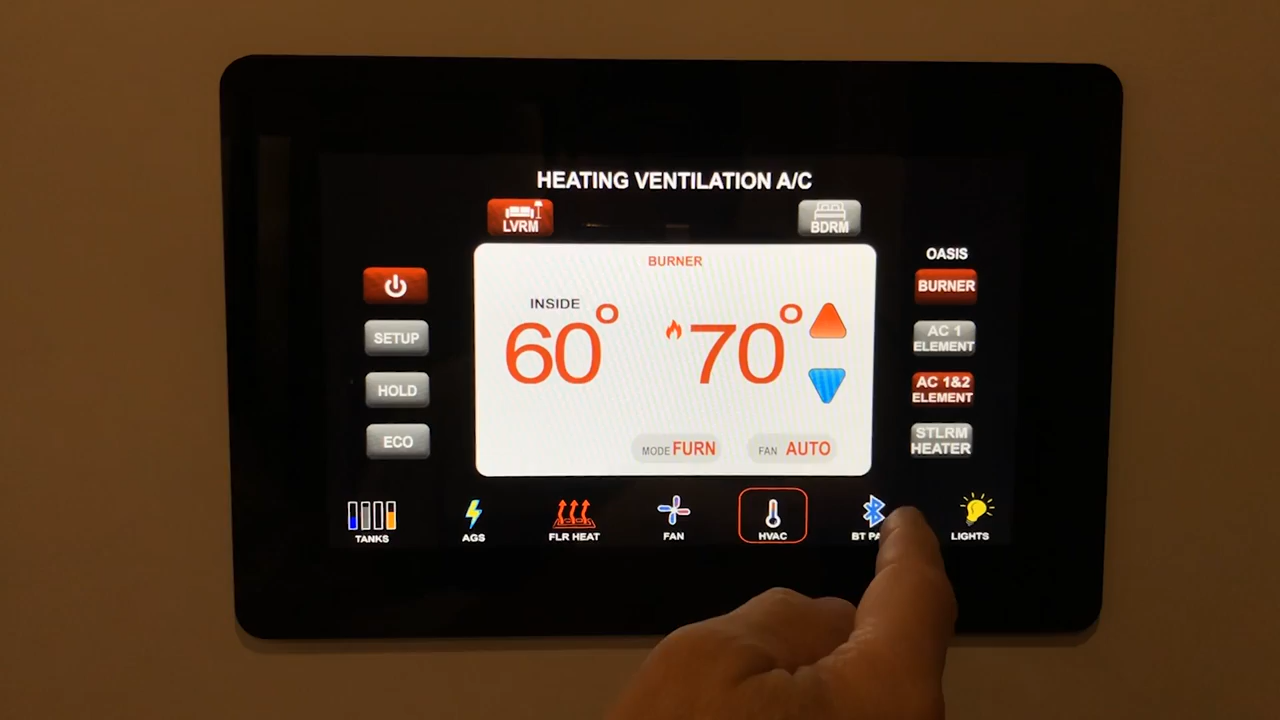 HEATING VENTILATION A/C
LVRM
BDRM
OASIS
BURNER
INSIDE
60°
70°
MODE FURN
FAN AUTO
SETUP
HOLD
ECO
BURNER
AC 1
ELEMENT
AC 1&2
ELEMENT
STLRM
HEATER
TANKS
AGS
FLR HEAT
FAN
HVAC
BT
LIGHTS